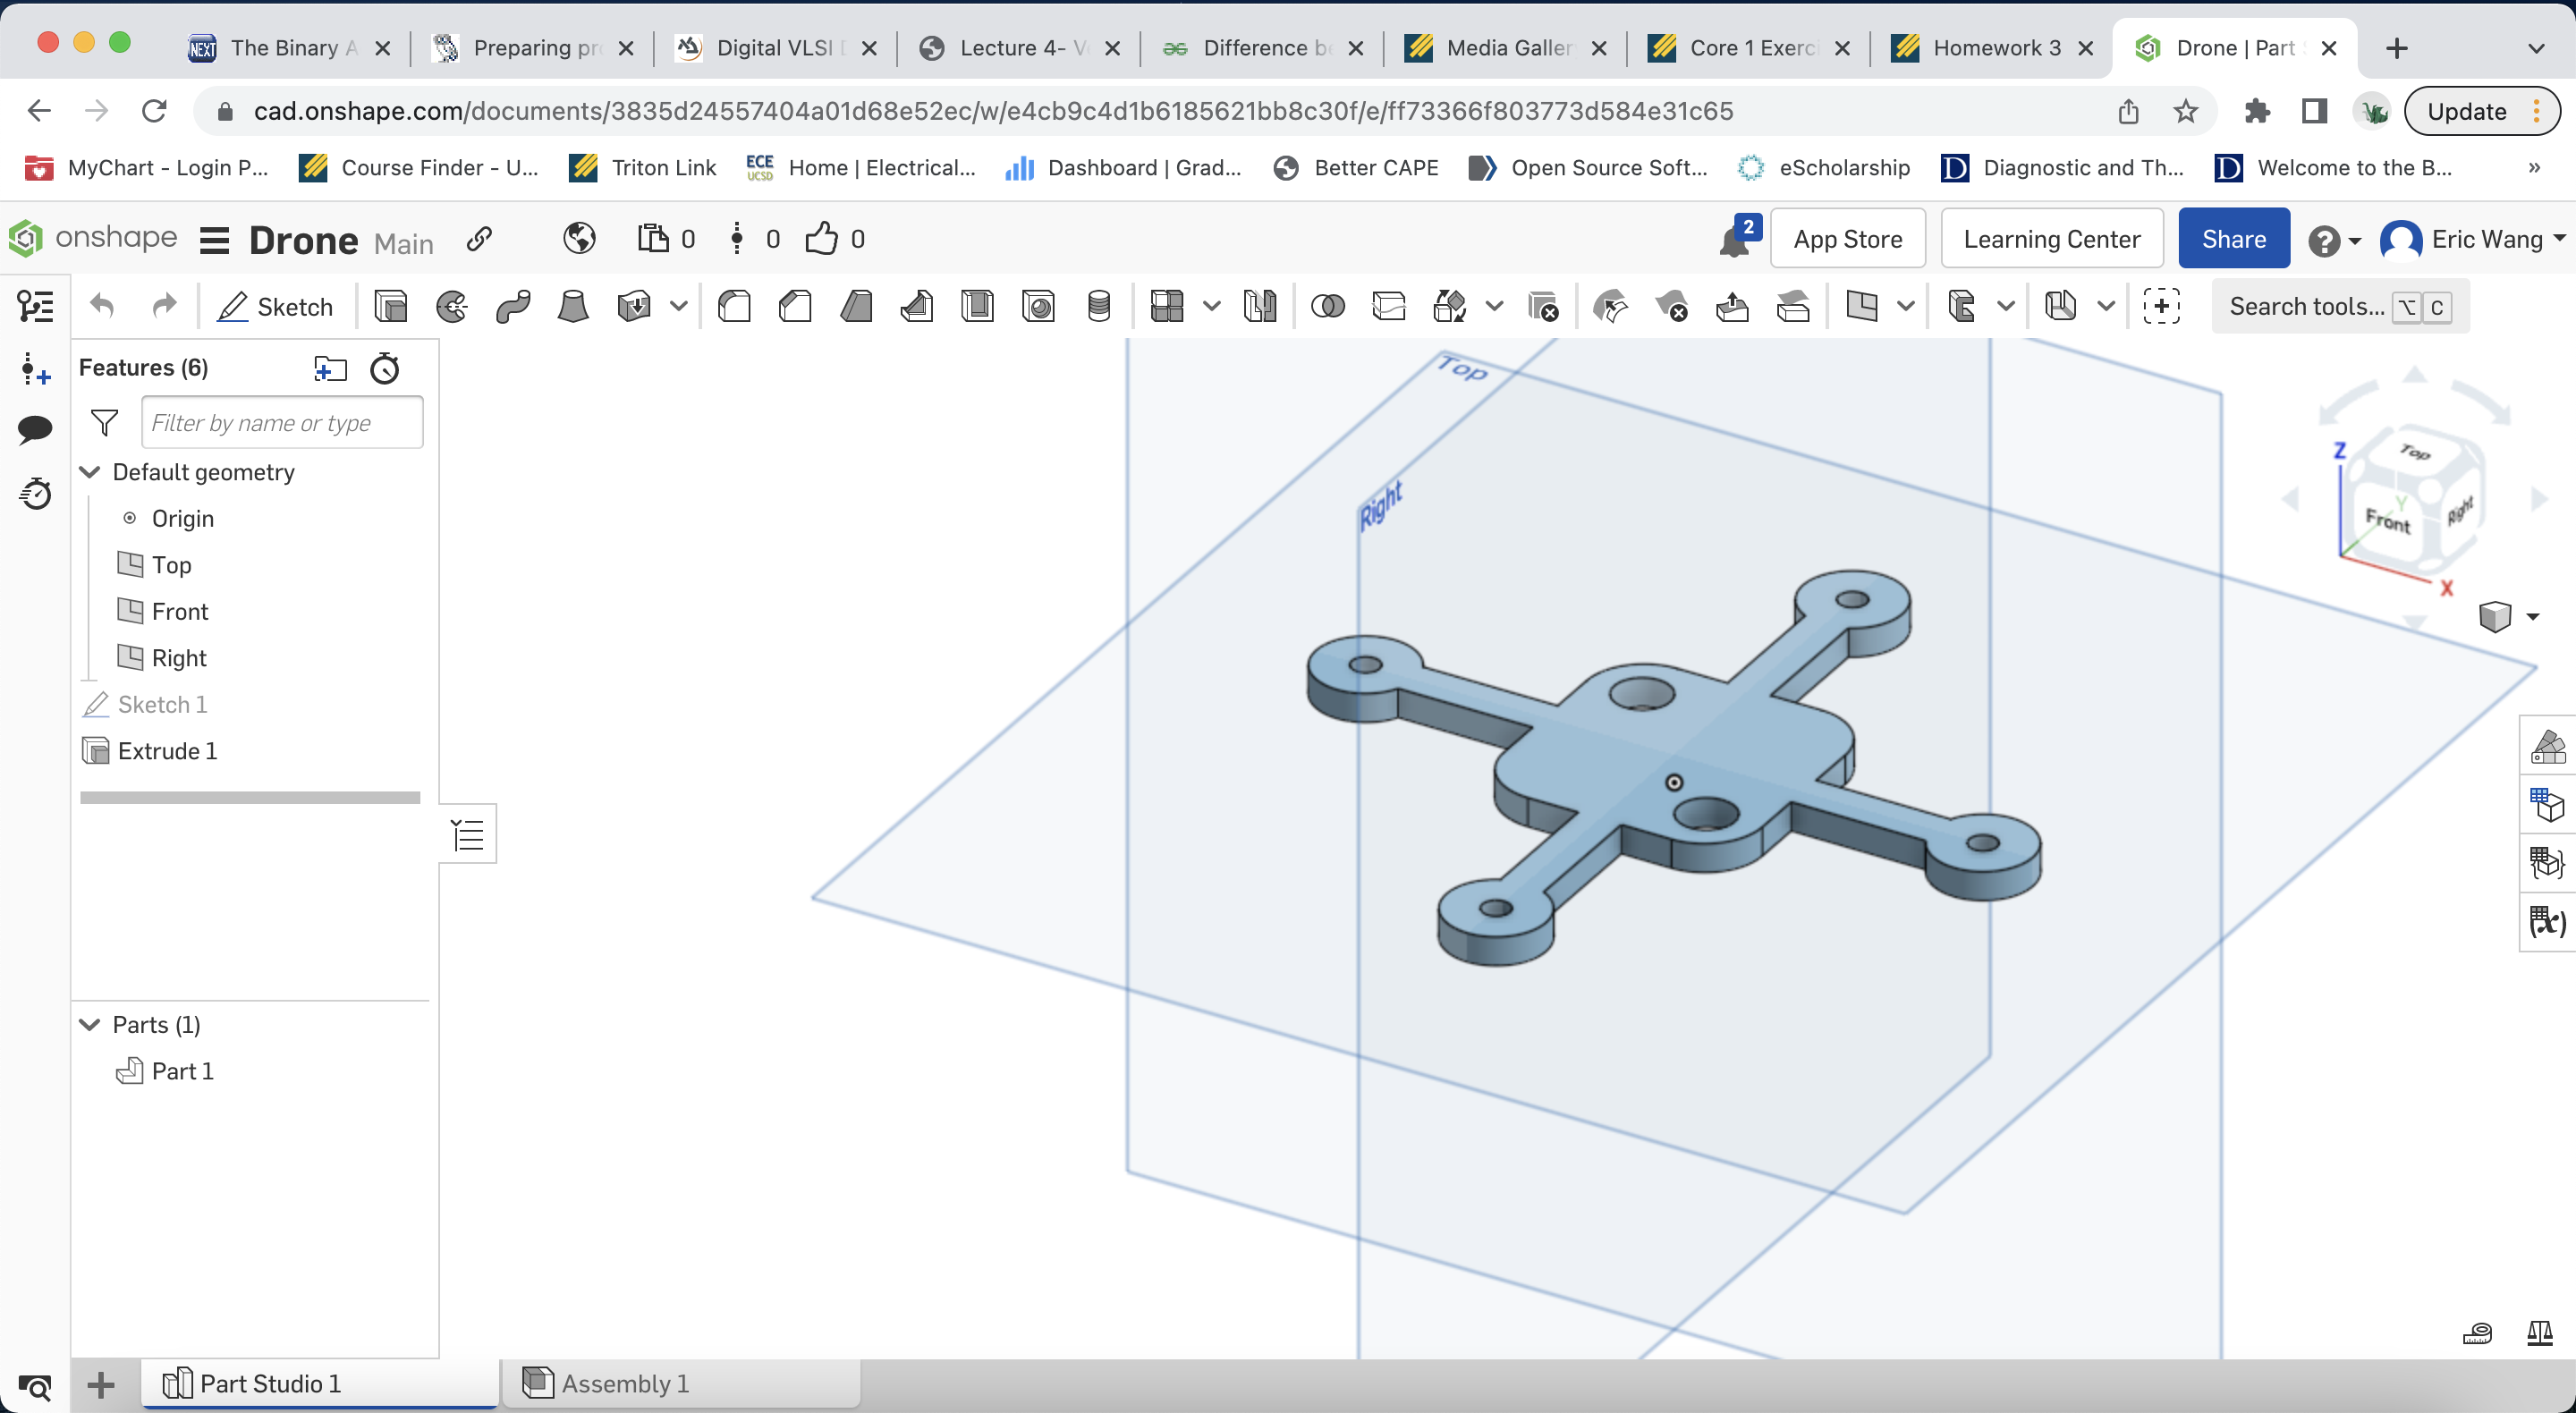 NEXT The Binary A
Preparing pr
Digital VLSI
Lecture 4- V
Difference b
Media Galle
Core 1 Exerc
Homework 3
Drone | Part
cad.onshape.com/documents/3835d24557404a01d68e52ec/w/e4cb9c4d1b6185621bb8c30f/e/ff73366f803773d584e31c65
Update
MyChart - Login P...
Course Finder - U...
Triton Link
ECE UCSD Home | Electrical...
Dashboard | Grad...
Better CAPE
Open Source Soft...
eScholarship
D Diagnostic and Th...
D Welcome to the B...
»
onshape
Drone Main
0
0
0
2
App Store
Learning Center
Share
?
Eric Wang
Sketch
Search tools... ⌥ C
Features (6)
Filter by name or type
Default geometry
Origin
Top
Front
Right
Sketch 1
Extrude 1
Parts (1)
Part 1
Top
Right
Z
Top
Y
Front
Right
X
(x)
Part Studio 1
Assembly 1